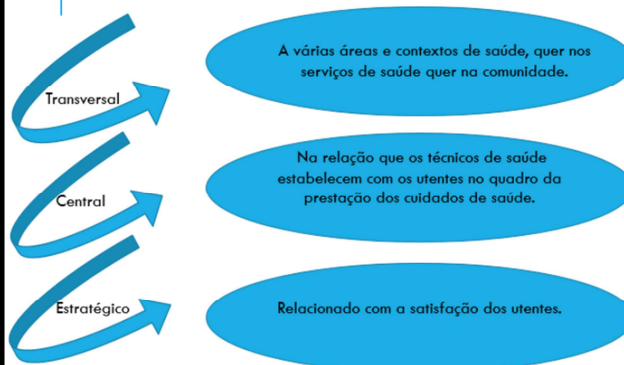 Transversal
A várias áreas e contextos de saúde, quer nos
serviços de saúde quer na comunidade.
Central
Na relação que os técnicos de saúde
estabelecem com os utentes no quadro da
prestação dos cuidados de saúde.
Estratégico
Relacionado com a satisfação dos utentes.